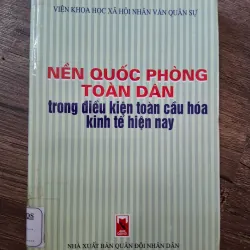 VIỆN KHOA HỌC XÃ HỘI NHÂN VĂN QUÂN SỰ
NỀN QUỐC PHÒNG
TOÀN DÂN
trong điều kiện toàn cầu hóa
kinh tế hiện nay
NHÀ XUẤT BẢN QUÂN ĐỘI NHÂN DÂN